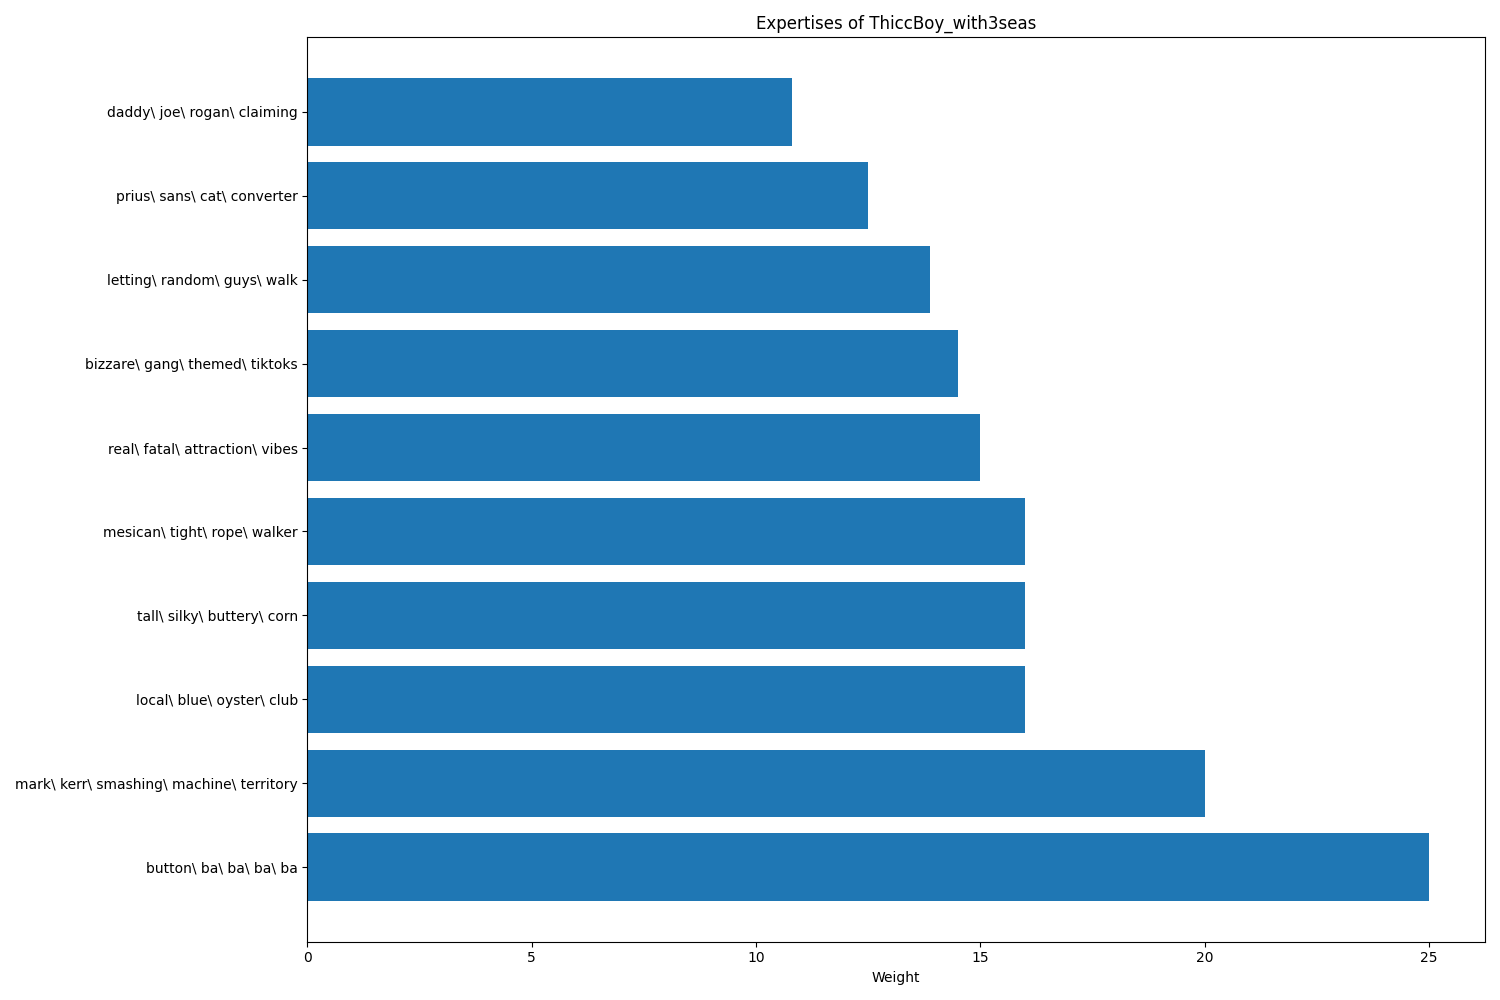 Expertises of ThiccBoy_with3seas
daddy\ joe\ rogan\ claiming
prius\ sans\ cat\ converter
letting\ random\ guys\ walk
bizzare\ gang\ themed\ tiktoks
real\ fatal\ attraction\ vibes
mesican\ tight\ rope\ walker
tall\ silky\ buttery\ corn
local\ blue\ oyster\ club
mark\ kerr\ smashing\ machine\ territory
button\ ba\ ba\ ba\ ba
0 5 10 15 20 25
Weight